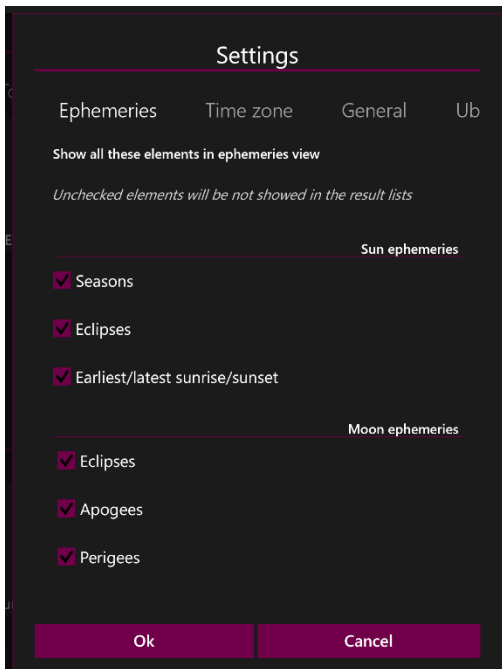 Settings
Ephemeries Time zone General Ub
Show all these elements in ephemeries view
Unchecked elements will be not showed in the result lists
Sun ephemeries
Seasons
Eclipses
Earliest/latest sunrise/sunset
Moon ephemeries
Eclipses
Apogees
Perigees
Ok Cancel